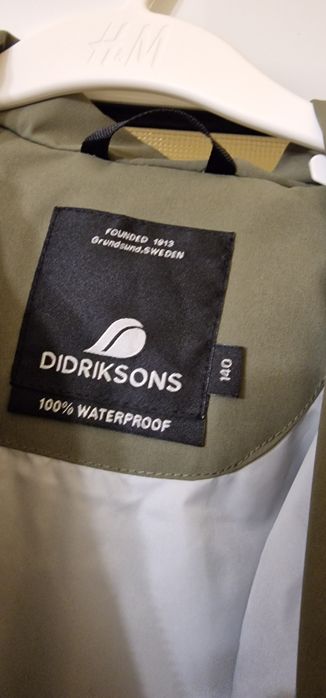 H&M
FOUNDED 1913
Grundsund, SWEDEN
DIDRIKSONS
140
100% WATERPROOF